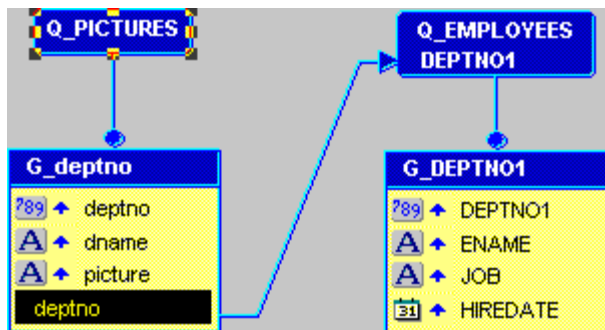 Q_PICTURES
Q_EMPLOYEES
DEPTNO1
G_deptno
789 deptno
A dname
A picture
deptno
G_DEPTNO1
789 DEPTNO1
A ENAME
A JOB
31 HIREDATE